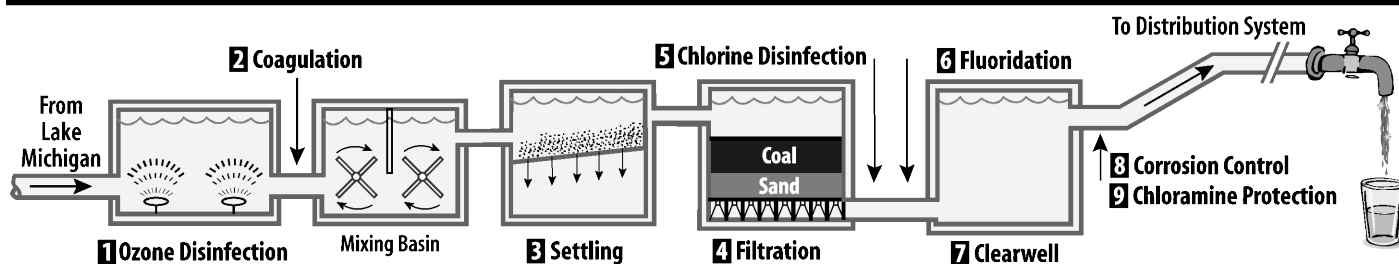 From
Lake
Michigan
1 Ozone Disinfection
2 Coagulation
Mixing Basin
3 Settling
Coal
Sand
4 Filtration
5 Chlorine Disinfection
6 Fluoridation
7 Clearwell
8 Corrosion Control
9 Chloramine Protection
To Distribution System